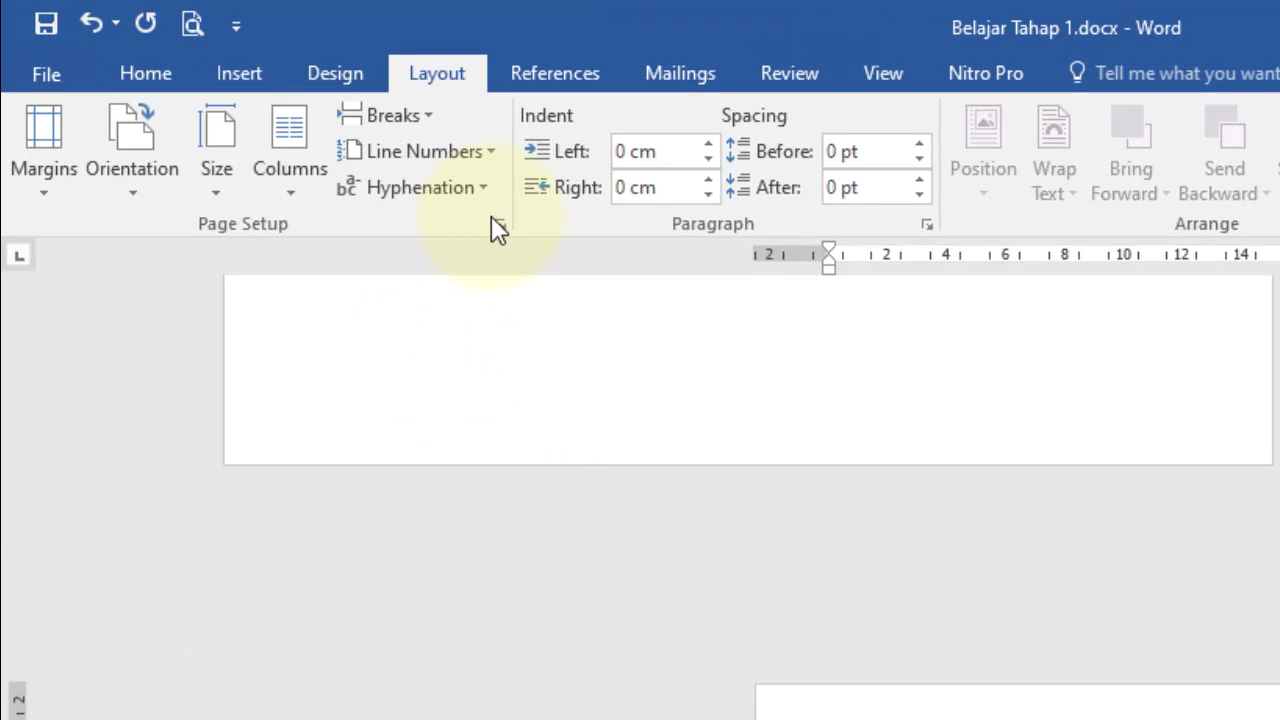 Belajar Tahap 1.docx - Word
File Home Insert Design Layout References Mailings Review View Nitro Pro Tell me what you want
Margins Orientation Size Columns Breaks Line Numbers Hyphenation
Page Setup
Indent Spacing
Left: 0 cm Before: 0 pt
Right: 0 cm After: 0 pt
Paragraph
Position Wrap Text Bring Forward Send Backward
Arrange
2 2 4 6 8 10 12 14
2